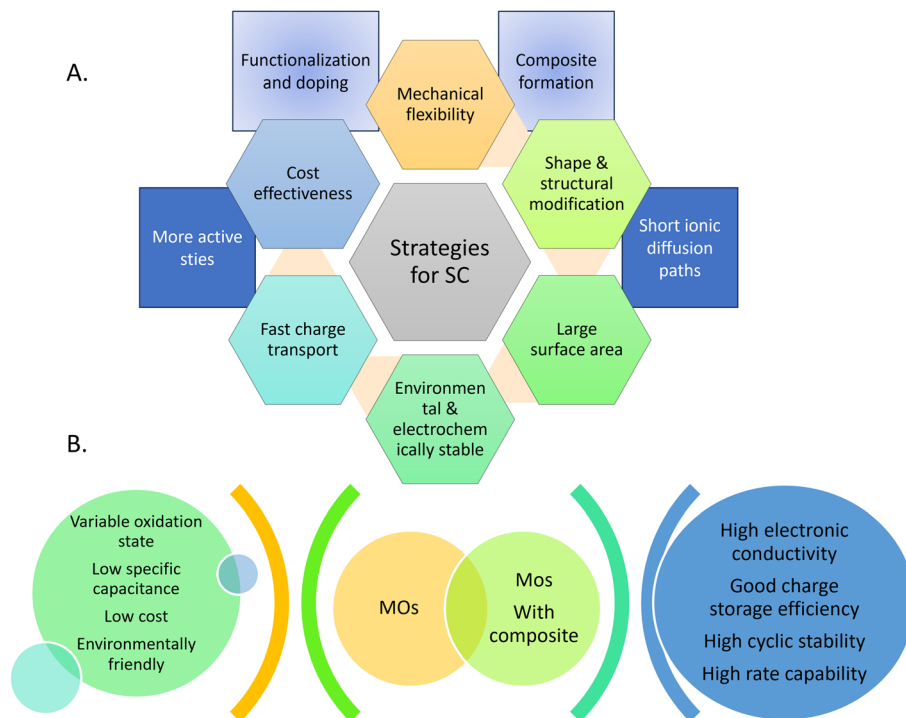 A.
Functionalization
and doping
Mechanical
flexibility
Composite
formation
Cost
effectiveness
Shape &
structural
modification
More active
sties
Strategies
for SC
Short ionic
diffusion
paths
Fast charge
transport
Large
surface area
Environmen
tal &
electrochem
ically stable
B.
Variable oxidation
state
Low specific
capacitance
Low cost
Environmentally
friendly
MOs
Mos
With
composite
High electronic
conductivity
Good charge
storage efficiency
High cyclic stability
High rate capability